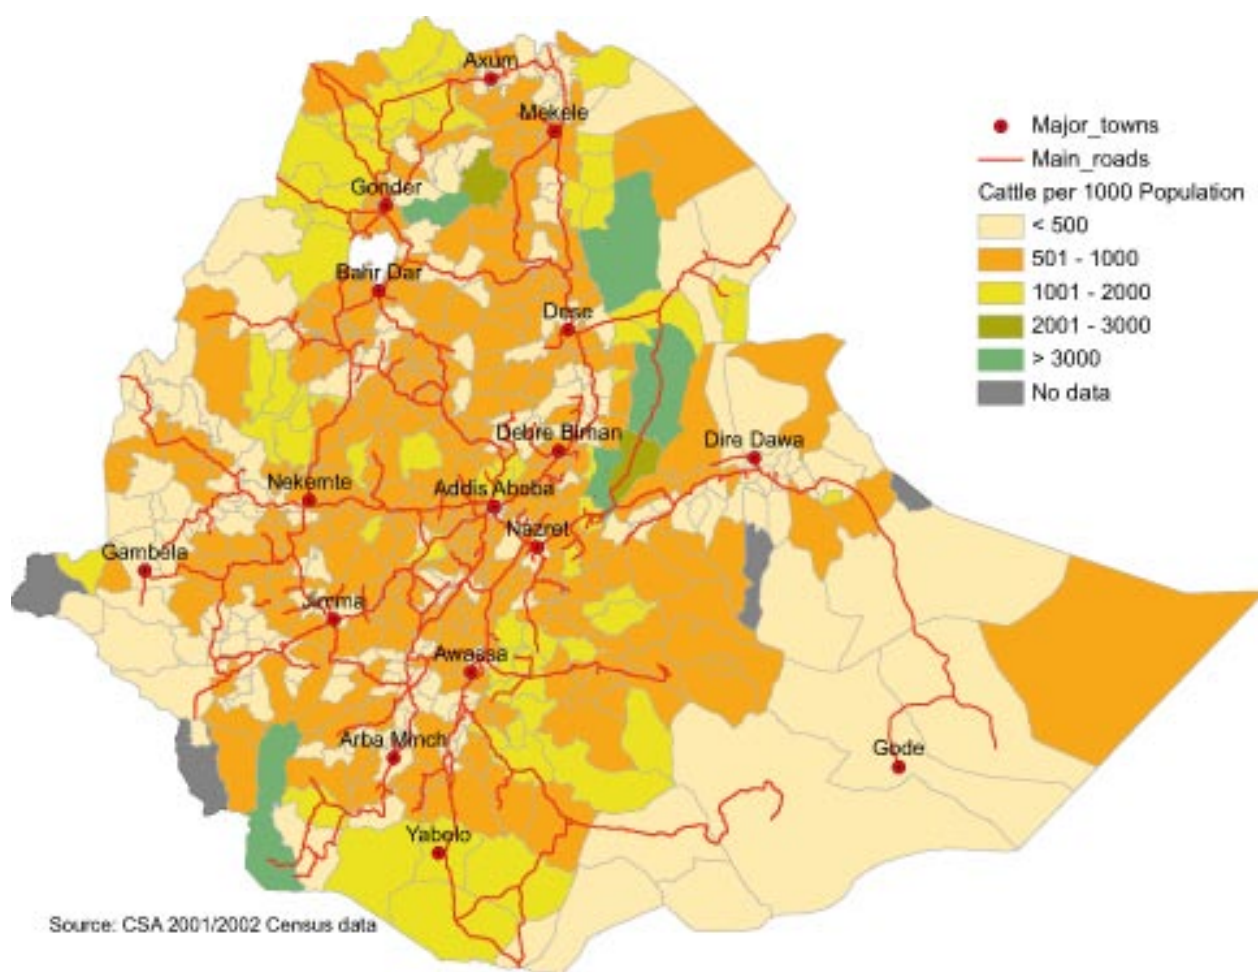 Axum
Mekele
Major_towns
Main_roads
Cattle per 1000 Population
< 500
501 - 1000
1001 - 2000
2001 - 3000
> 3000
No data
Gonder
Bahr Dar
Dese
Debre Birhan
Dire Dawa
Nekemte
Addis Ababa
Nazret
Gambela
Jimma
Awassa
Arba Minch
Gode
Yabelo
Source: CSA 2001/2002 Census data